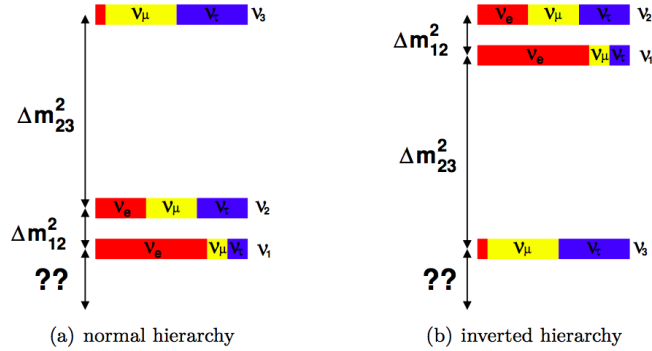 νμ ντ ν3
Δm²23
νe νμ ντ ν2
Δm²12
νe νμ ντ ν1
??
(a) normal hierarchy
νe νμ ντ ν2
Δm²12
νe νμ ντ ν1
Δm²23
νμ ντ ν3
??
(b) inverted hierarchy